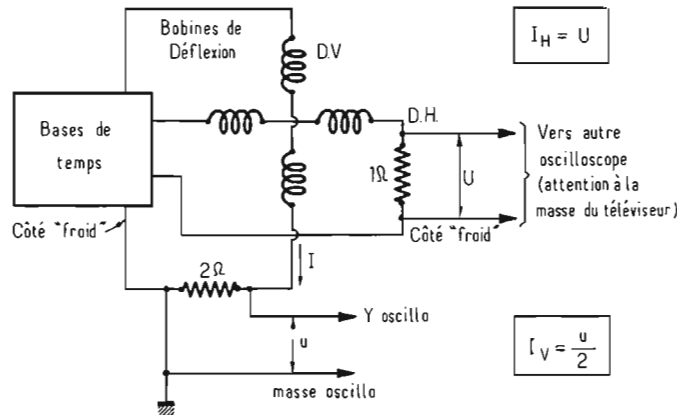 Bobines de
Déflexion
D.V
I_H = U
Bases de
temps
D.H.
1Ω
U
Vers autre
oscilloscope
(attention à la
masse du téléviseur)
Côté "froid"
Côté "froid"
I
2Ω
Y oscillo
u
I_V = u/2
masse oscillo